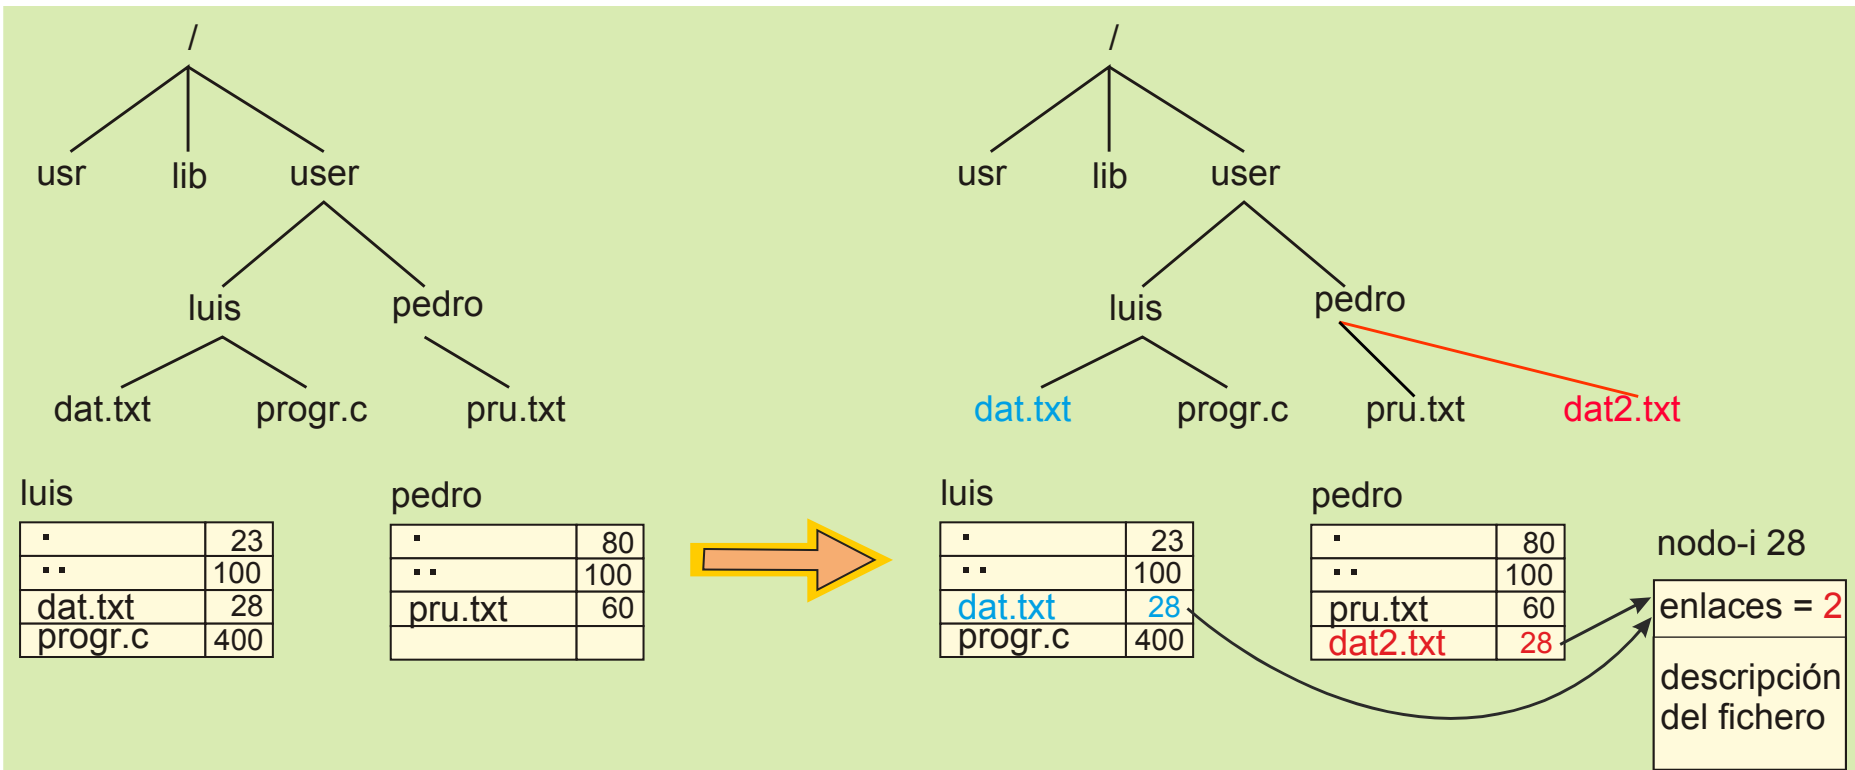 /
usr lib user
luis pedro
dat.txt progr.c pru.txt
luis
. 23
.. 100
dat.txt 28
progr.c 400
pedro
. 80
.. 100
pru.txt 60
/
usr lib user
luis pedro
dat.txt progr.c pru.txt dat2.txt
luis
. 23
.. 100
dat.txt 28
progr.c 400
pedro
. 80
.. 100
pru.txt 60
dat2.txt 28
nodo-i 28
enlaces = 2
descripción
del fichero